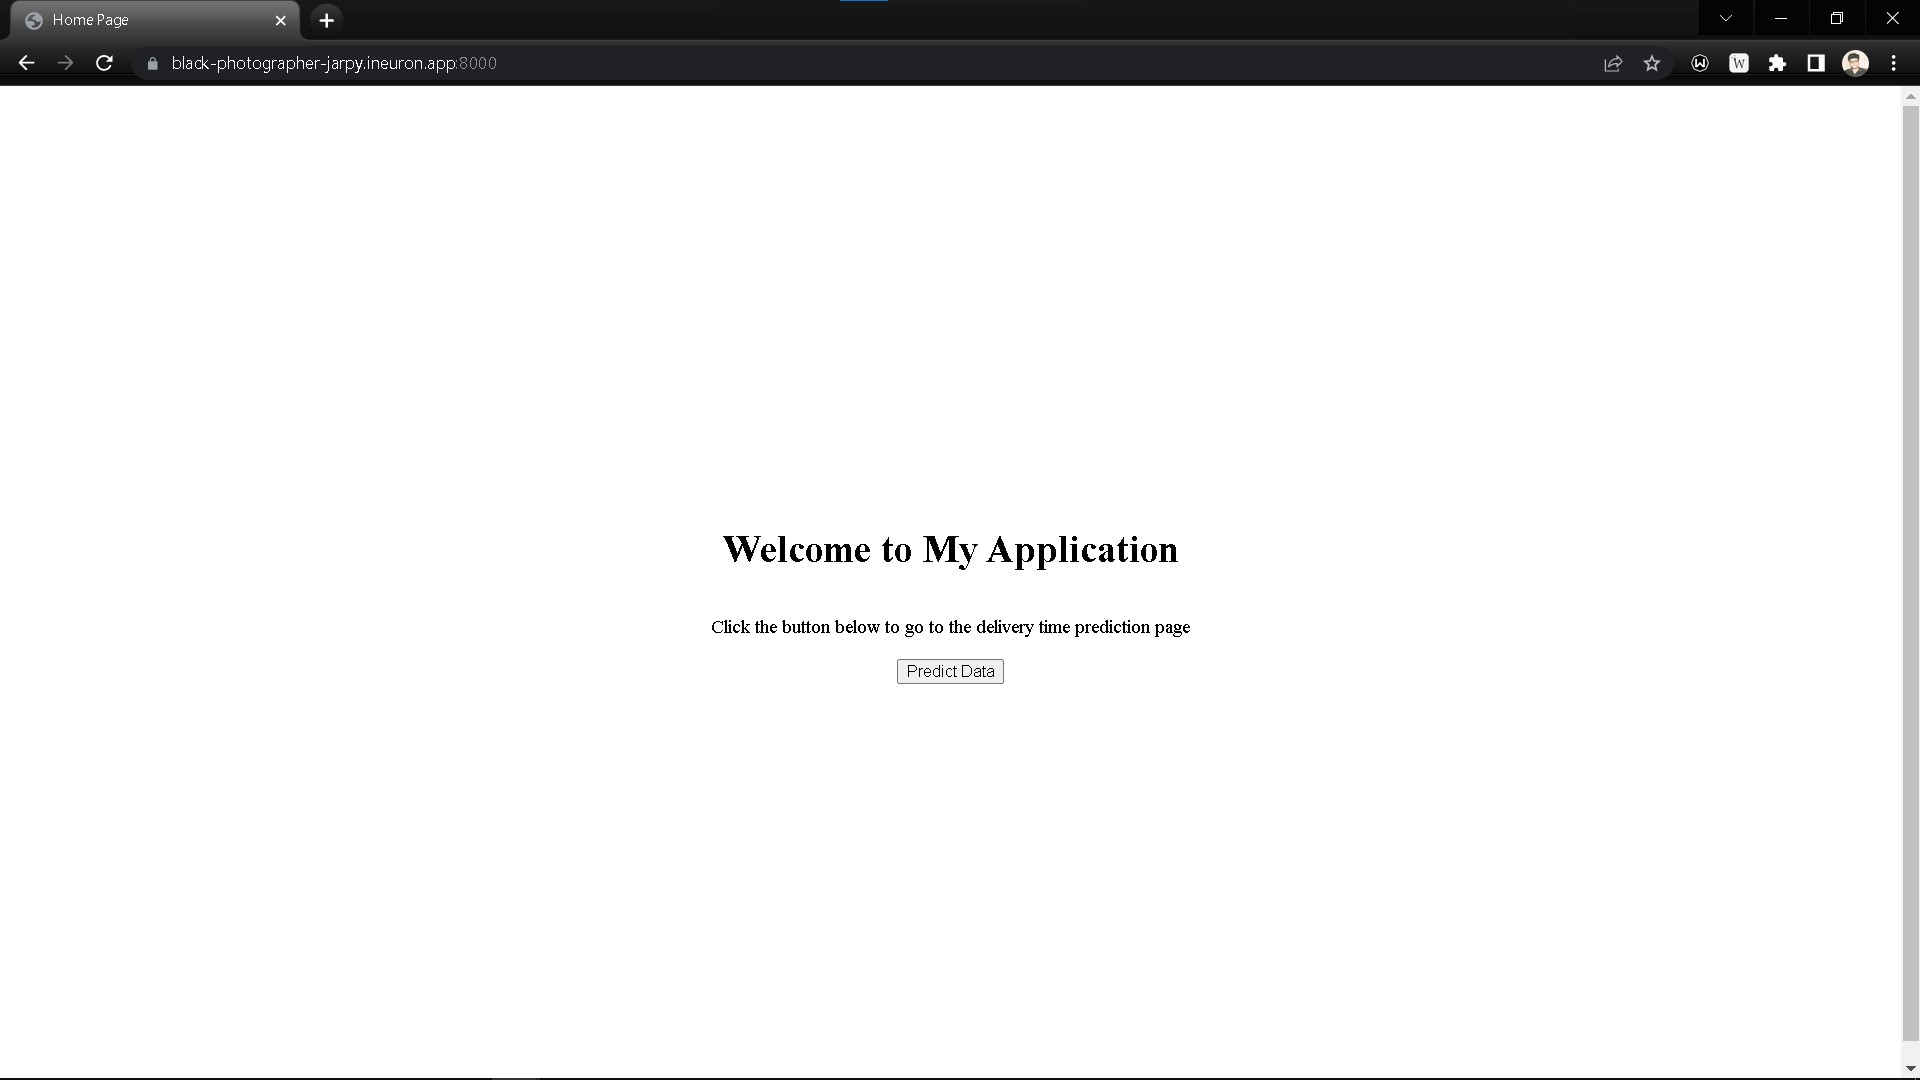 Home Page
black-photographer-jarpy.ineuron.app:8000
W
W
Welcome to My Application
Click the button below to go to the delivery time prediction page
Predict Data